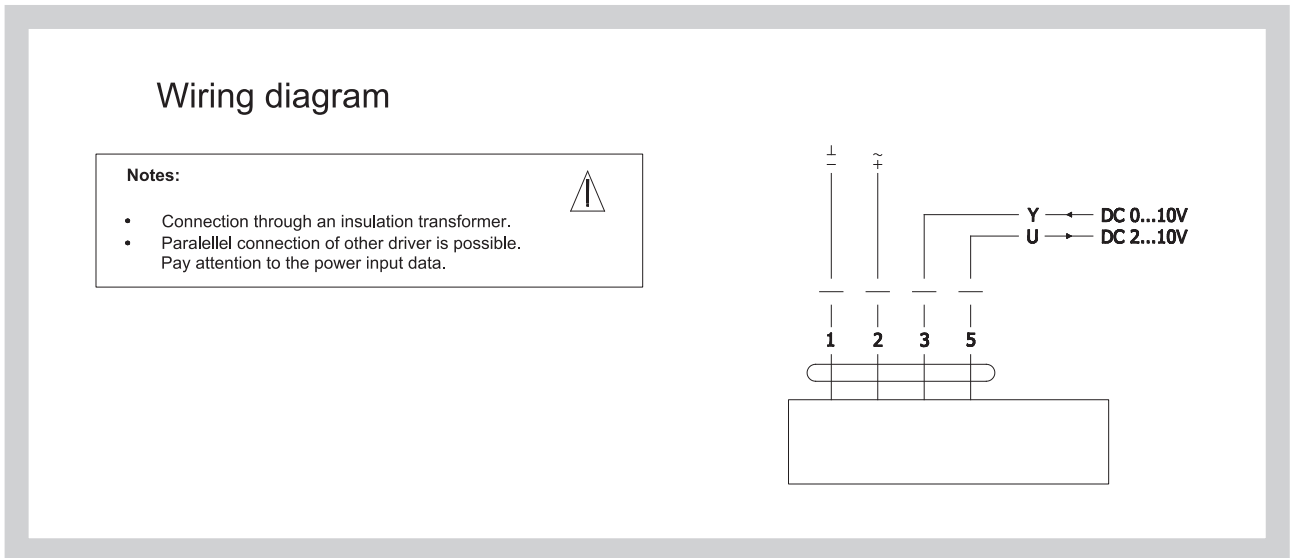 Wiring diagram
Notes:
• Connection through an insulation transformer.
• Paralellel connection of other driver is possible.
Pay attention to the power input data.
⊥ ~
− +
Y DC 0...10V
U DC 2...10V
1 2 3 5